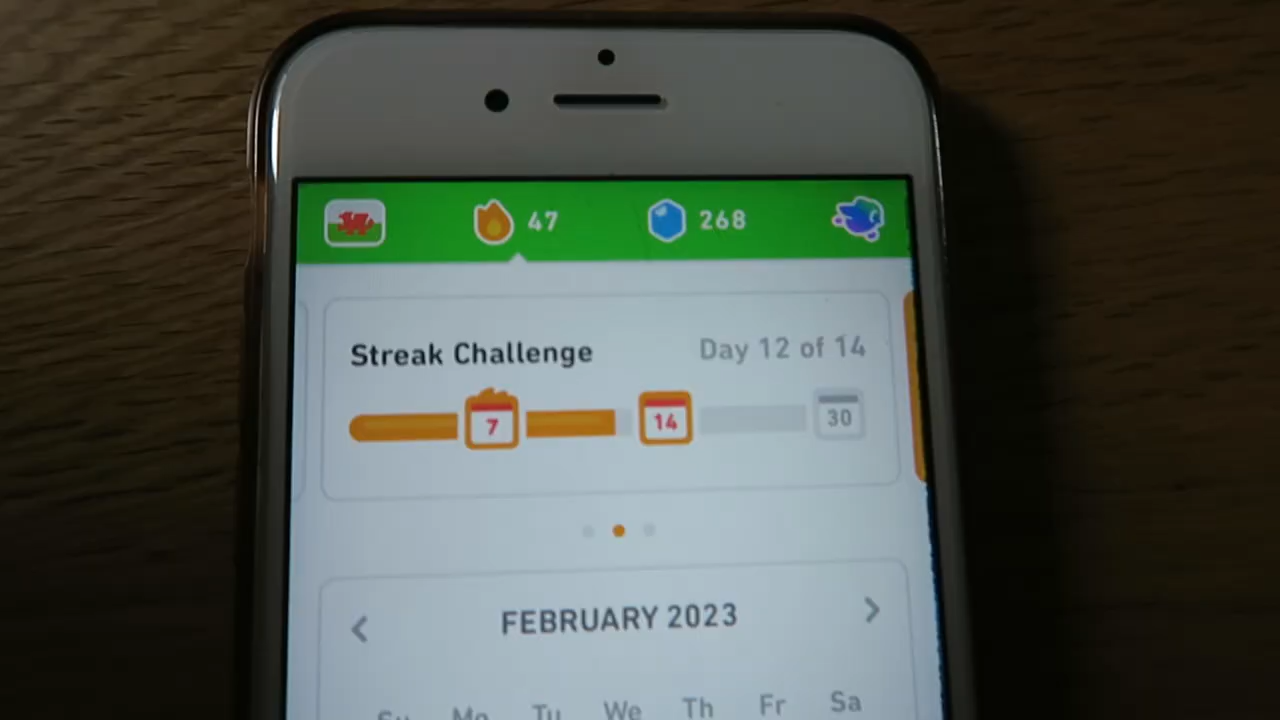 47 268
Streak Challenge Day 12 of 14
7 14 30
FEBRUARY 2023
Su Mo Tu We Th Fr Sa